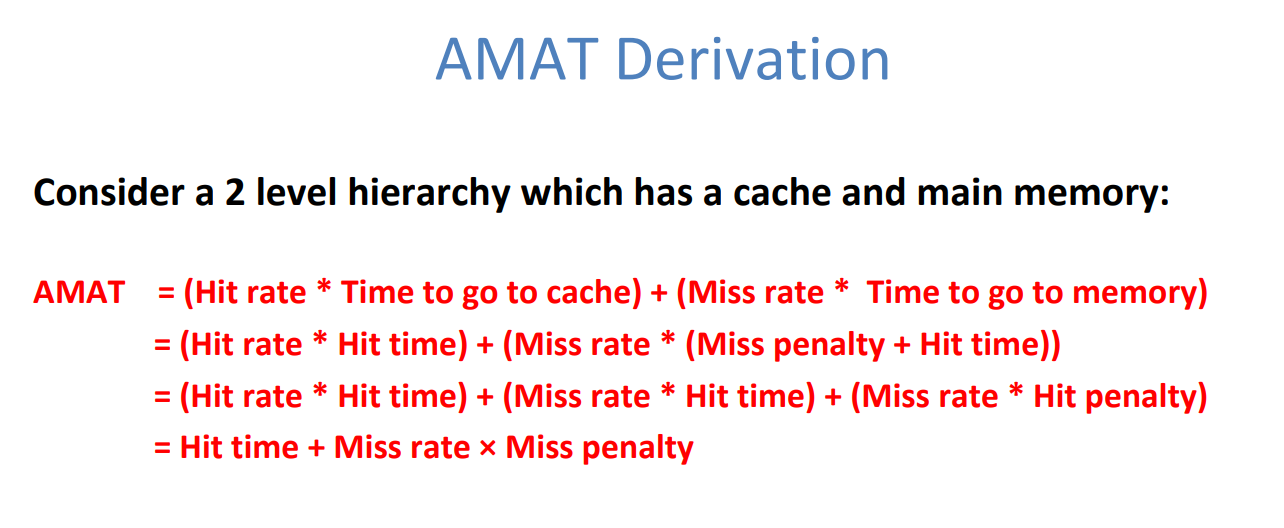 AMAT Derivation
Consider a 2 level hierarchy which has a cache and main memory:
AMAT = (Hit rate * Time to go to cache) + (Miss rate * Time to go to memory)
= (Hit rate * Hit time) + (Miss rate * (Miss penalty + Hit time))
= (Hit rate * Hit time) + (Miss rate * Hit time) + (Miss rate * Hit penalty)
= Hit time + Miss rate × Miss penalty